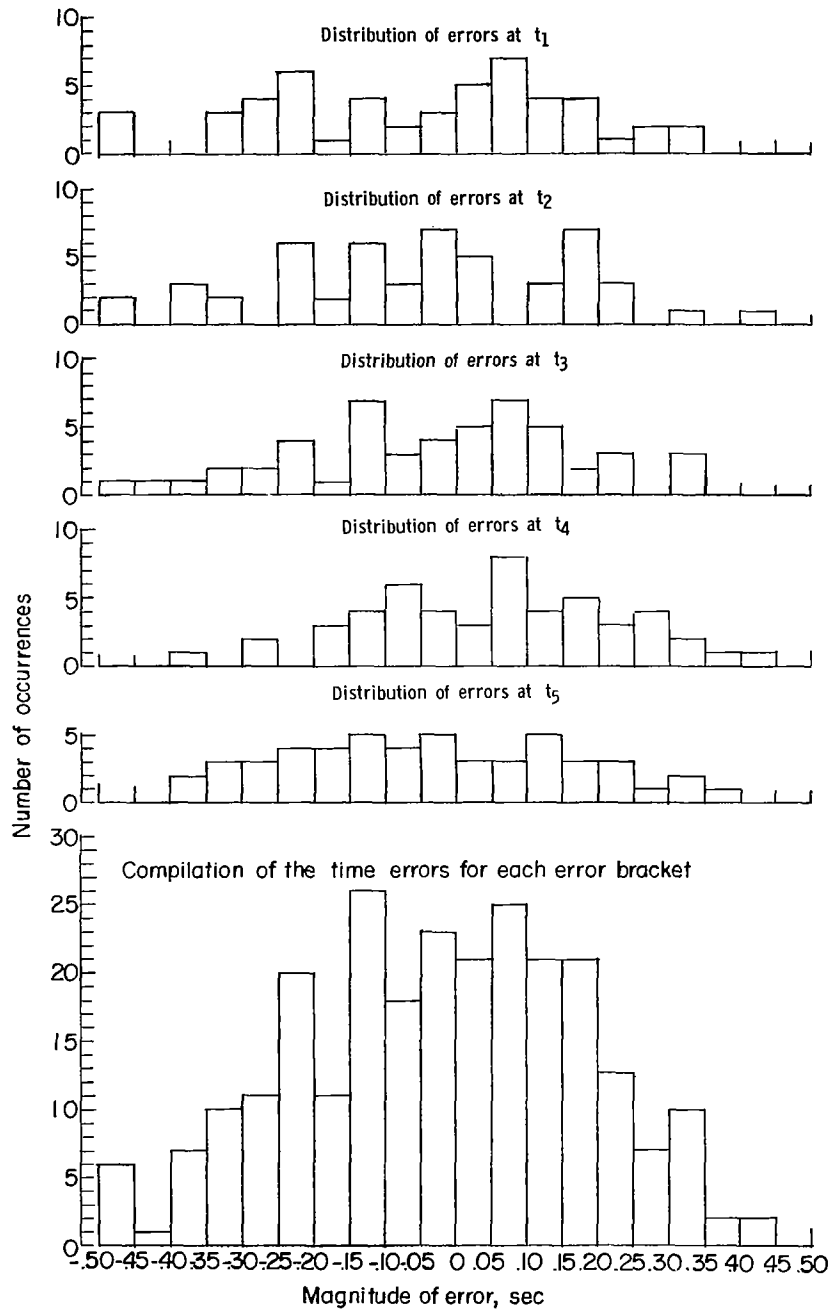 10
Distribution of errors at t1
5
0
10
Distribution of errors at t2
5
0
10
Distribution of errors at t3
5
0
10
Distribution of errors at t4
5
0
Distribution of errors at t5
5
0
Number of occurrences
30
Compilation of the time errors for each error bracket
25
20
15
10
5
0
-.50-.45-.40-.35-.30-.25-.20 -.15 -.10-.05 0 .05 .10 .15.20.25.30.35 .40 .45 .50
Magnitude of error, sec